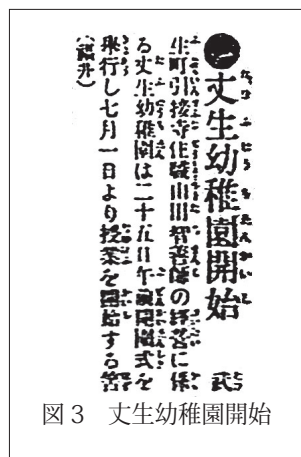 ●丈生幼稚園開始 武
生町引接寺住職山田智善師の経営に係
る丈生幼稚園は二十五日午前開園式を
挙行し七月一日より授業を開始する筈
(福井)
図3 丈生幼稚園開始